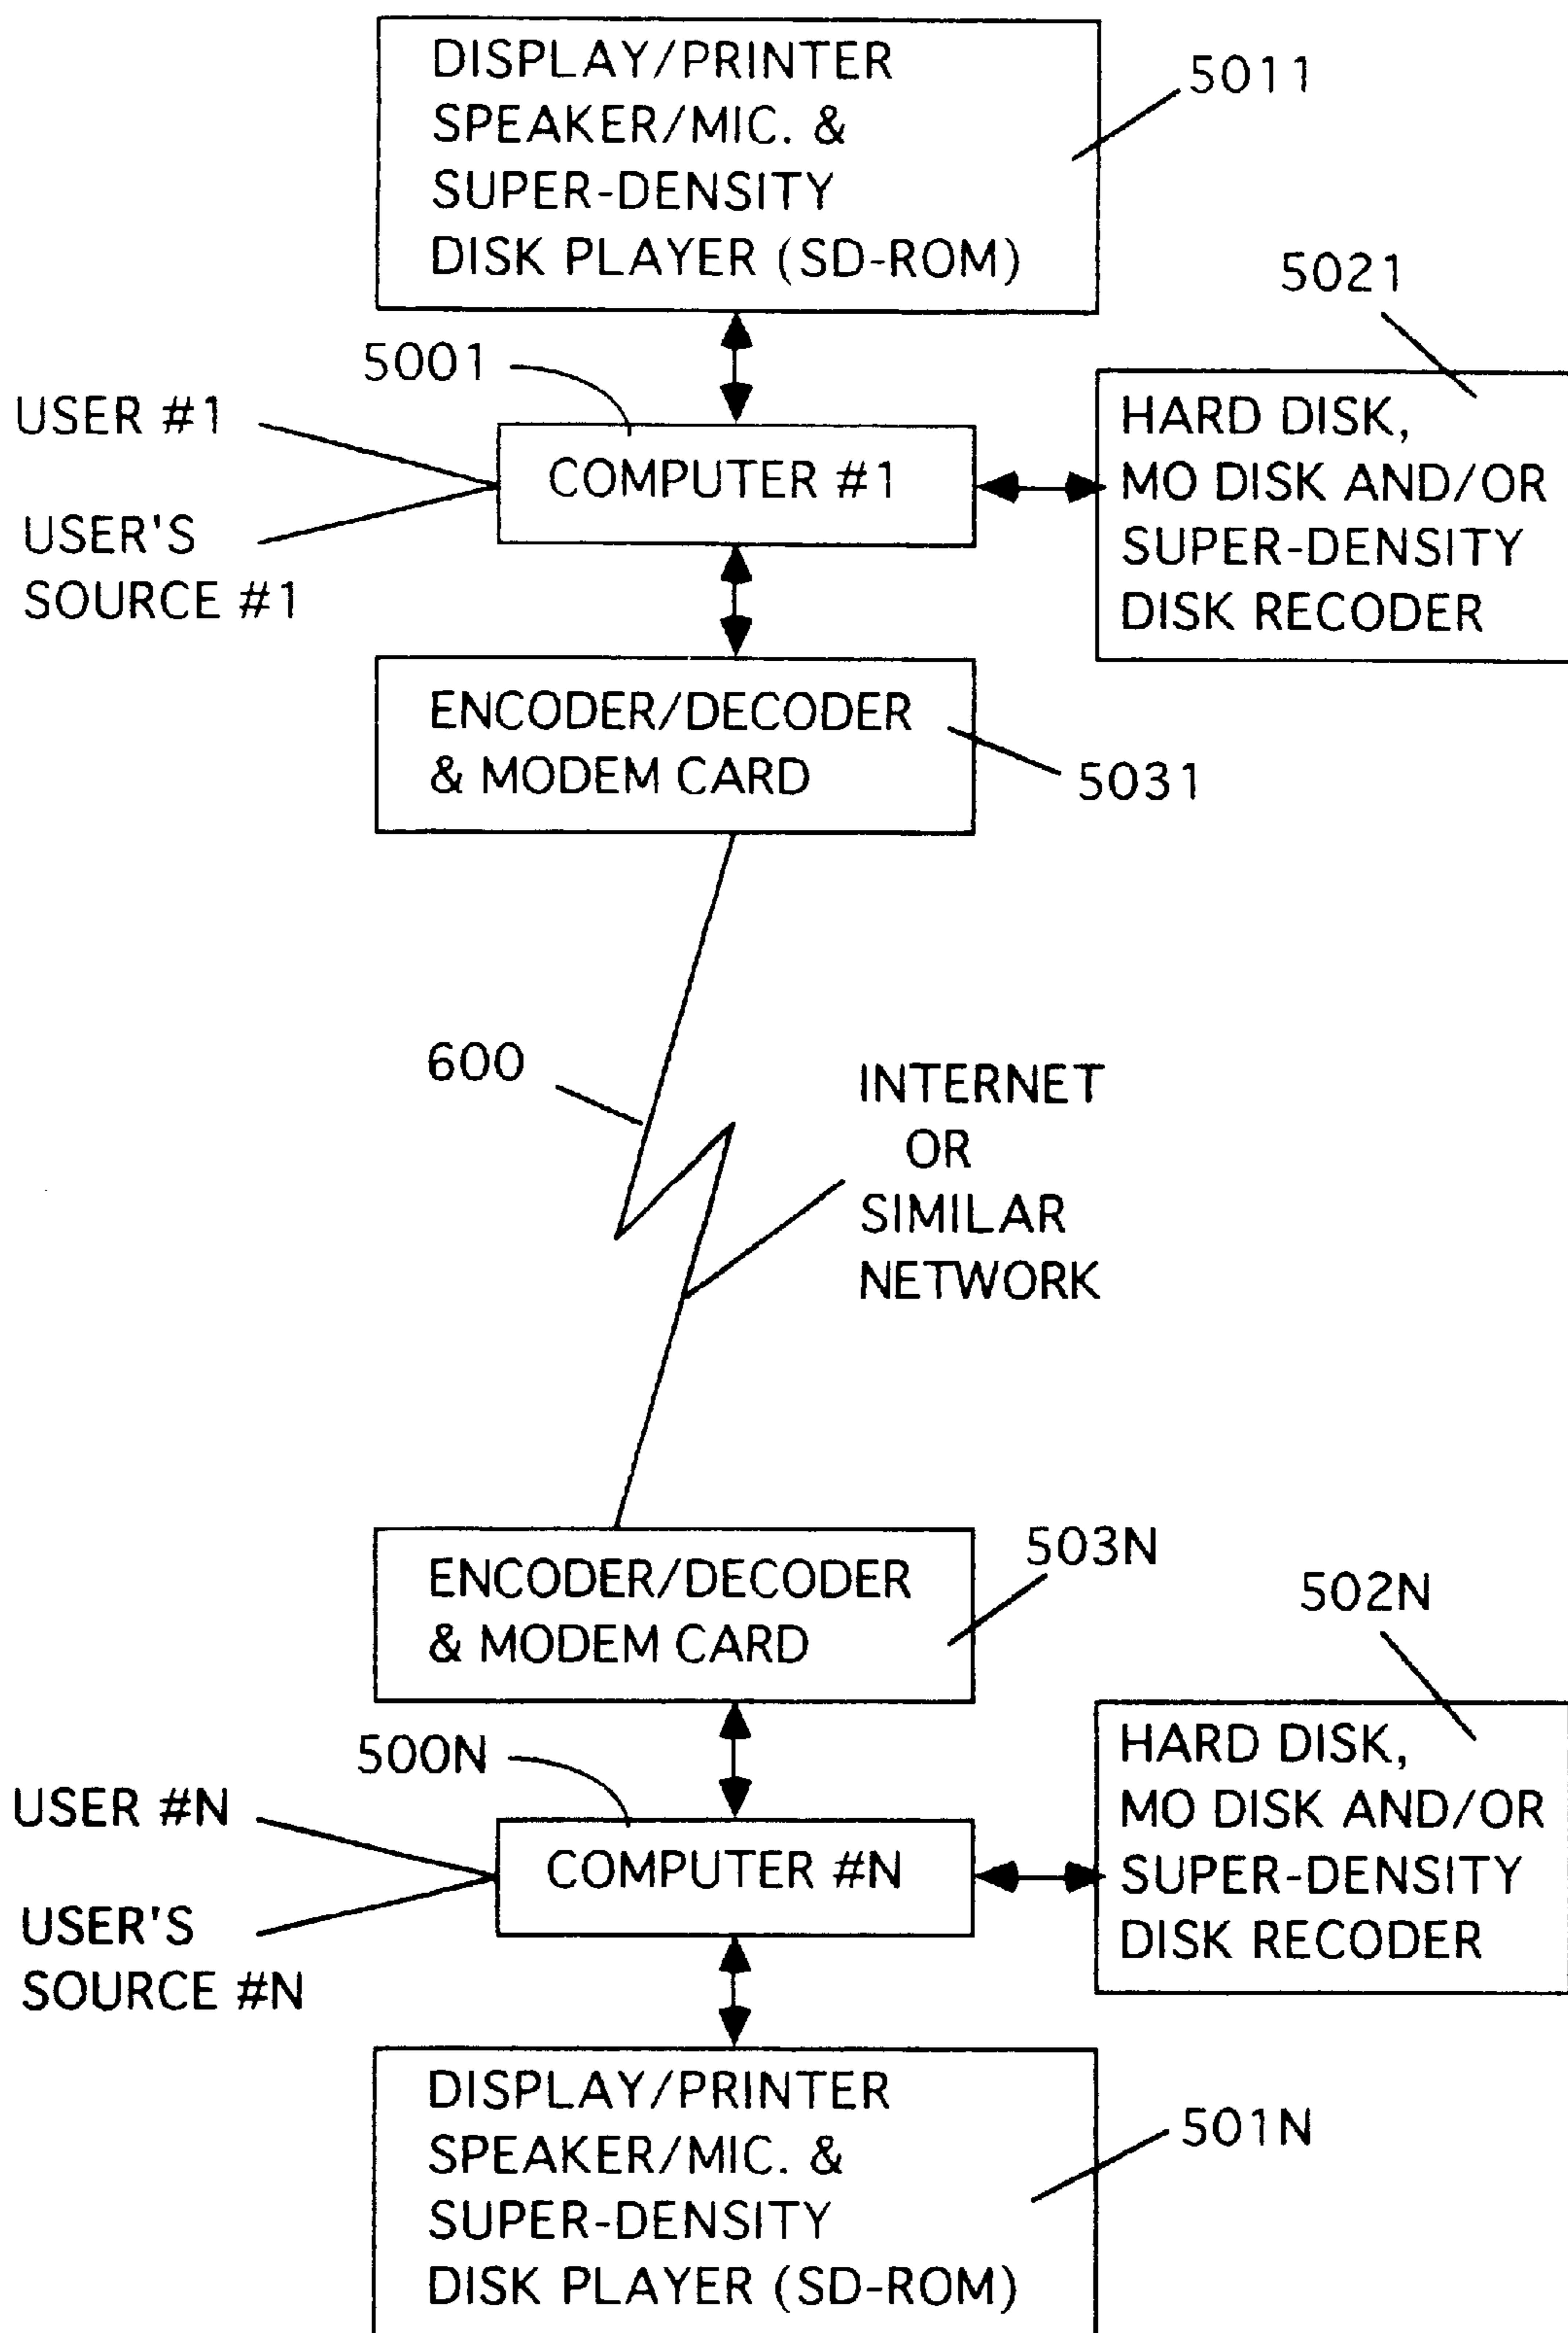 DISPLAY/PRINTER
SPEAKER/MIC. &
SUPER-DENSITY
DISK PLAYER (SD-ROM)
5011
5021
5001
USER #1
USER'S
SOURCE #1
COMPUTER #1
HARD DISK,
MO DISK AND/OR
SUPER-DENSITY
DISK RECODER
ENCODER/DECODER
& MODEM CARD
5031
600
INTERNET
OR
SIMILAR
NETWORK
ENCODER/DECODER
& MODEM CARD
503N
502N
500N
USER #N
USER'S
SOURCE #N
COMPUTER #N
HARD DISK,
MO DISK AND/OR
SUPER-DENSITY
DISK RECODER
DISPLAY/PRINTER
SPEAKER/MIC. &
SUPER-DENSITY
DISK PLAYER (SD-ROM)
501N